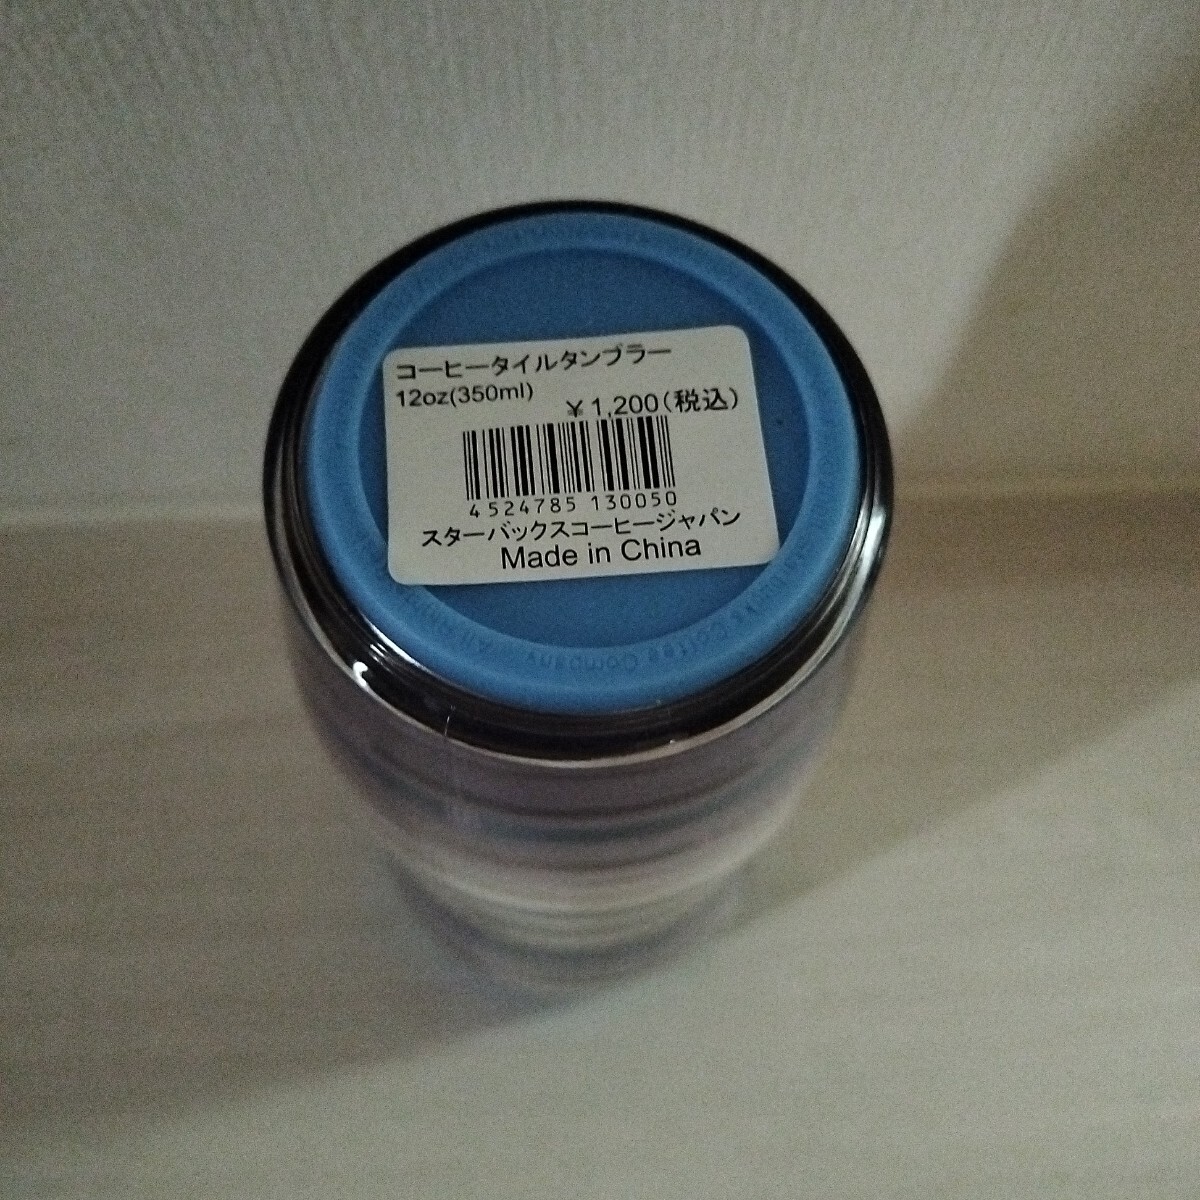 コーヒータイルタンブラー
12oz(350ml)
￥1,200(税込)
4524785 130050
スターバックスコーヒージャパン
Made in China
Coffee Company